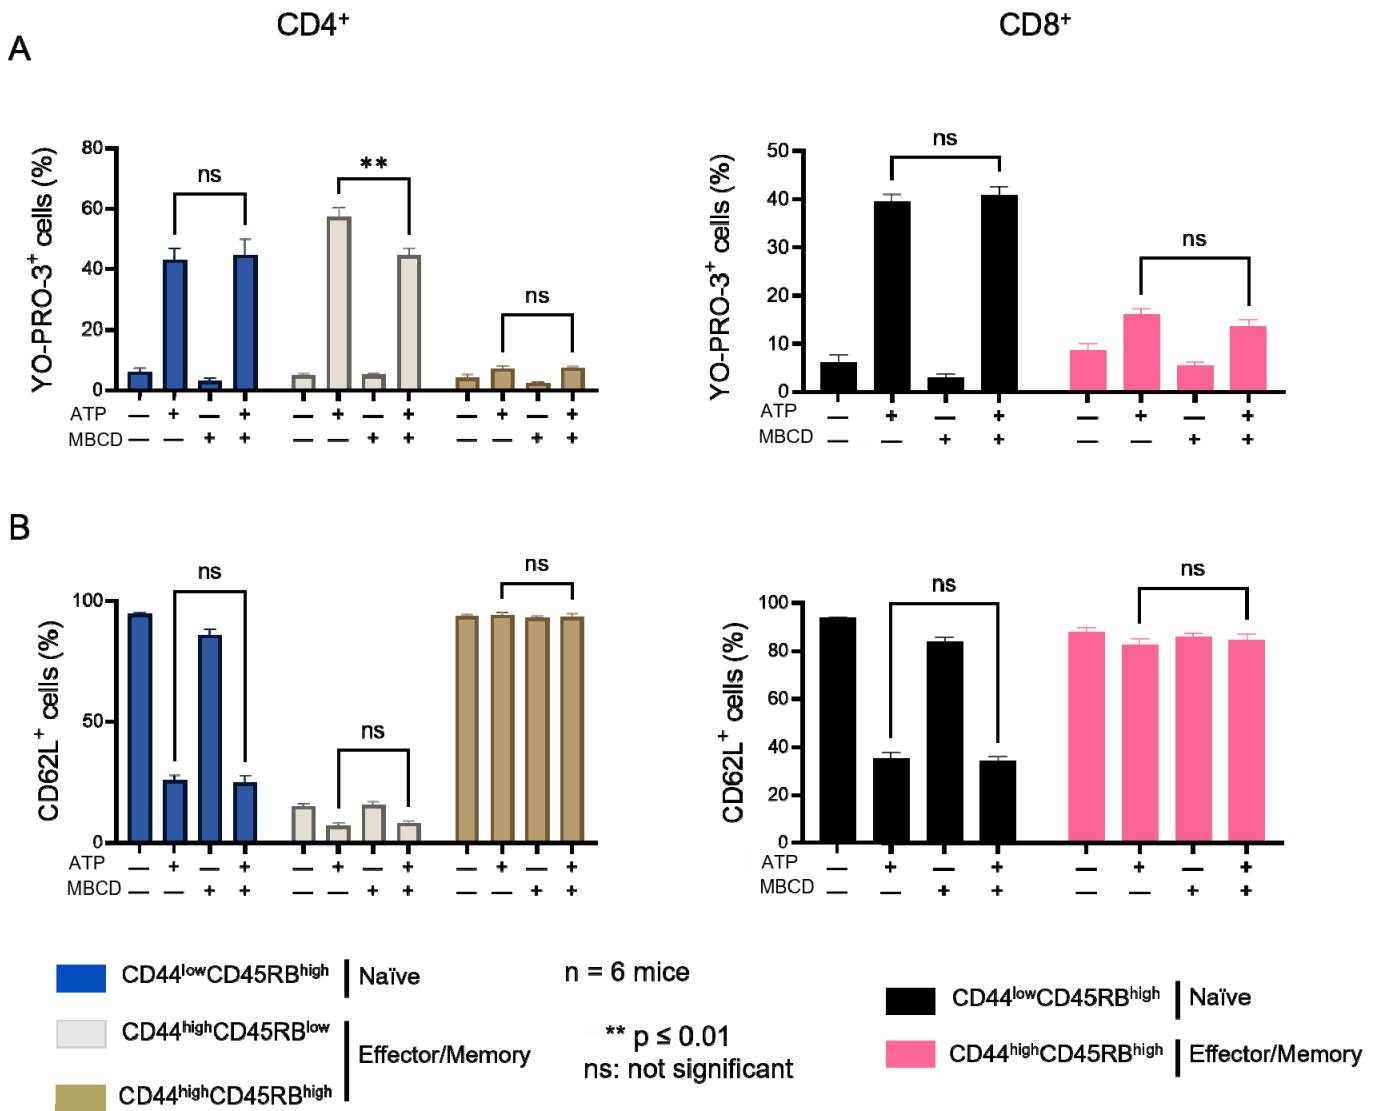 CD4⁺ CD8⁺
A
YO-PRO-3⁺ cells (%)
80
60
40
20
0
ns
**
ns
ATP — + — + — + — + — + — +
MBCD — — + + — — + + — — + +
YO-PRO-3⁺ cells (%)
50
40
30
20
10
0
ns
ns
ATP — + — + — + — +
MBCD — — + + — — + +
B
CD62L⁺ cells (%)
100
50
0
ns
ns
ns
ATP — + — + — + — + — + — +
MBCD — — + + — — + + — — + +
CD62L⁺ cells (%)
100
80
60
40
20
0
ns
ns
ATP — + — + — + — +
MBCD — — + + — — + +
CD44ˡᵒʷCD45RBʰⁱᵍʰ Naïve
CD44ʰⁱᵍʰCD45RBˡᵒʷ
Effector/Memory
CD44ʰⁱᵍʰCD45RBʰⁱᵍʰ
n = 6 mice
** p ≤ 0.01
ns: not significant
CD44ˡᵒʷCD45RBʰⁱᵍʰ Naïve
CD44ʰⁱᵍʰCD45RBʰⁱᵍʰ Effector/Memory